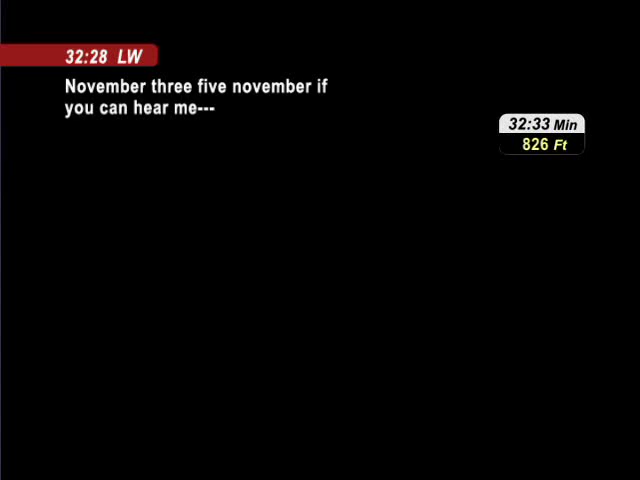 32:28 LW
November three five november if
you can hear me---
32:33 Min
826 Ft